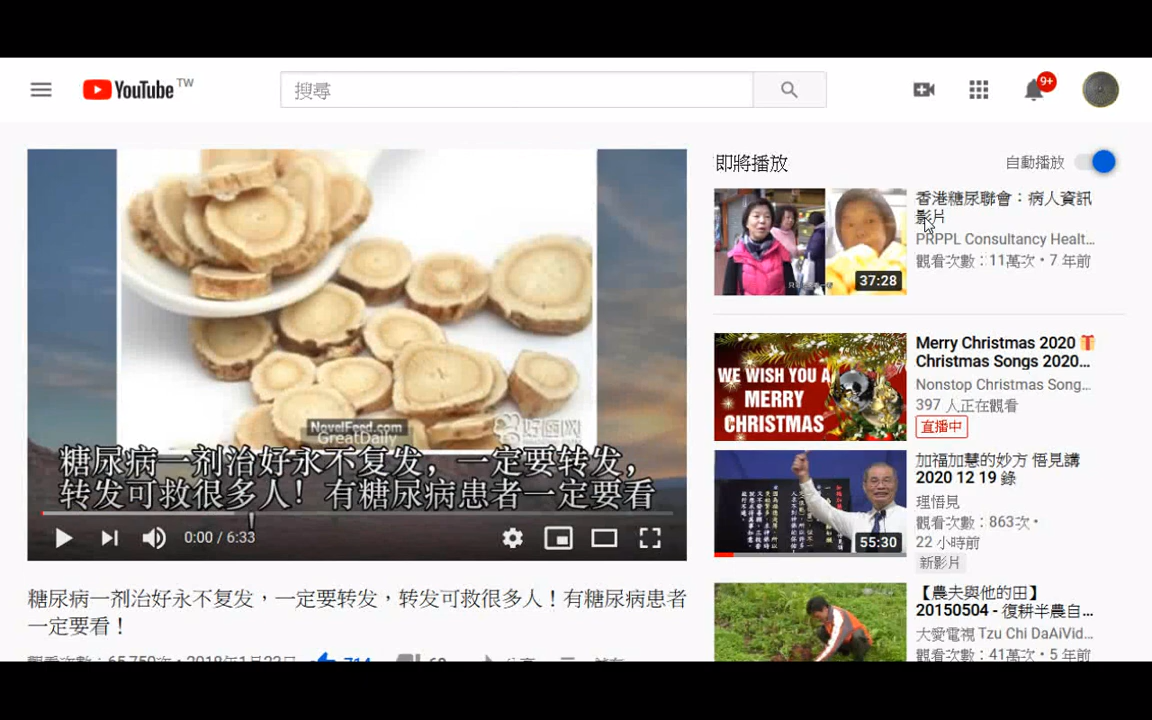 YouTube TW
搜尋
9+
NovelFeed.com
GreatDaily
糖尿病一剂治好永不复发，一定要转发，
转发可救很多人！有糖尿病患者一定要看
！
0:00 / 6:33
糖尿病一剂治好永不复发，一定要转发，转发可救很多人！有糖尿病患者
一定要看！
即將播放
自動播放
香港糖尿聯會：病人資訊
影片
PRPPL Consultancy Healt...
觀看次數：11萬次・7 年前
37:28
WE WISH YOU A
MERRY
CHRISTMAS
Merry Christmas 2020 🎁
Christmas Songs 2020...
Nonstop Christmas Song...
397 人正在觀看
直播中
加福加慧的妙方 悟見講
2020 12 19 錄
理悟見
觀看次數：863次・
22 小時前
新影片
55:30
【農夫與他的田】
20150504 - 復耕半農自...
大愛電視 Tzu Chi DaAiVid...
觀看次數：41萬次・5 年前